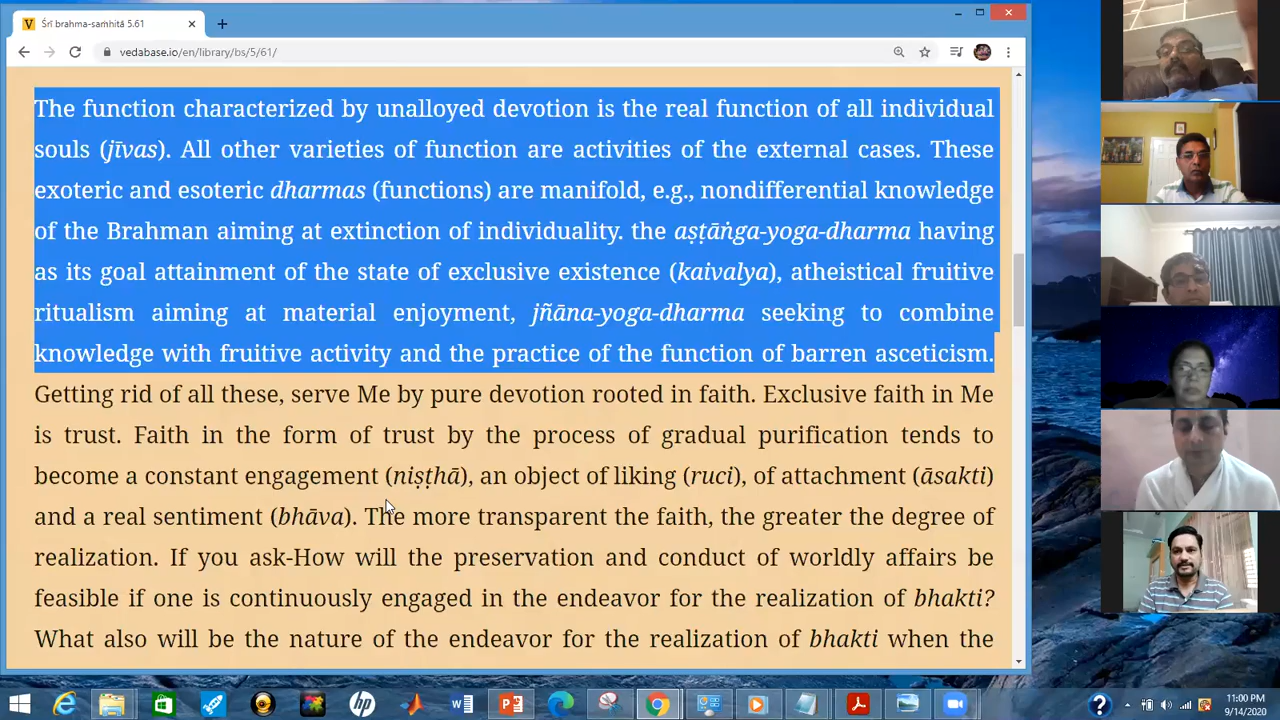 Śrī brahma-saṁhitā 5.61
vedabase.io/en/library/bs/5/61/
The function characterized by unalloyed devotion is the real function of all individual
souls (jīvas). All other varieties of function are activities of the external cases. These
exoteric and esoteric dharmas (functions) are manifold, e.g., nondifferential knowledge
of the Brahman aiming at extinction of individuality. the aṣṭāṅga-yoga-dharma having
as its goal attainment of the state of exclusive existence (kaivalya), atheistical fruitive
ritualism aiming at material enjoyment, jñāna-yoga-dharma seeking to combine
knowledge with fruitive activity and the practice of the function of barren asceticism.
Getting rid of all these, serve Me by pure devotion rooted in faith. Exclusive faith in Me
is trust. Faith in the form of trust by the process of gradual purification tends to
become a constant engagement (niṣṭhā), an object of liking (ruci), of attachment (āsakti)
and a real sentiment (bhāva). The more transparent the faith, the greater the degree of
realization. If you ask-How will the preservation and conduct of worldly affairs be
feasible if one is continuously engaged in the endeavor for the realization of bhakti?
What also will be the nature of the endeavor for the realization of bhakti when the
11:00 PM
9/14/2020